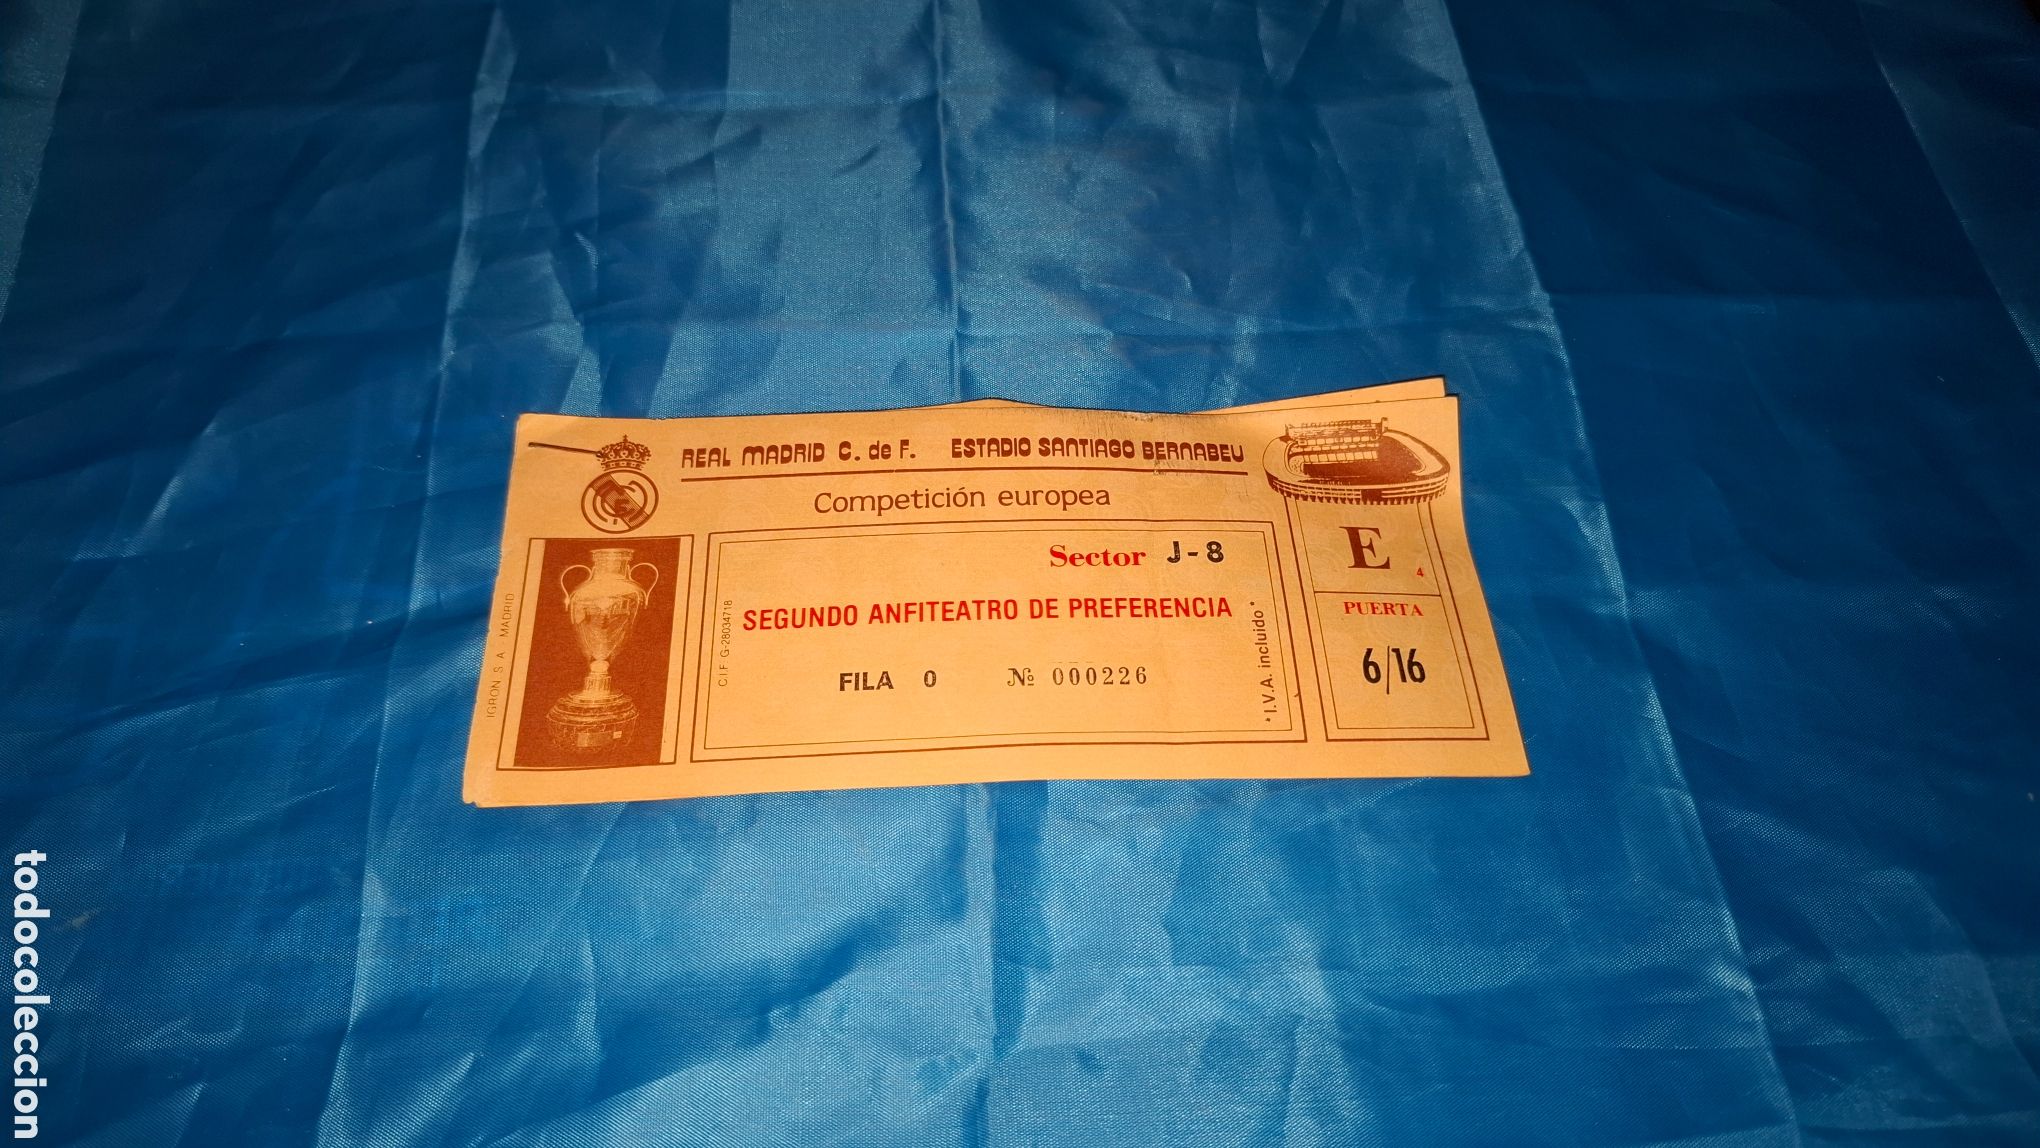 REAL MADRID C. de F. ESTADIO SANTIAGO BERNABEU
Competición europea
Sector J-8
SEGUNDO ANFITEATRO DE PREFERENCIA
FILA 0 Nº 000226
C.I.F. G-28034718
"I.V.A. incluido"
IGRON, S. A. MADRID
E
4
PUERTA
6/16
todocoleccion